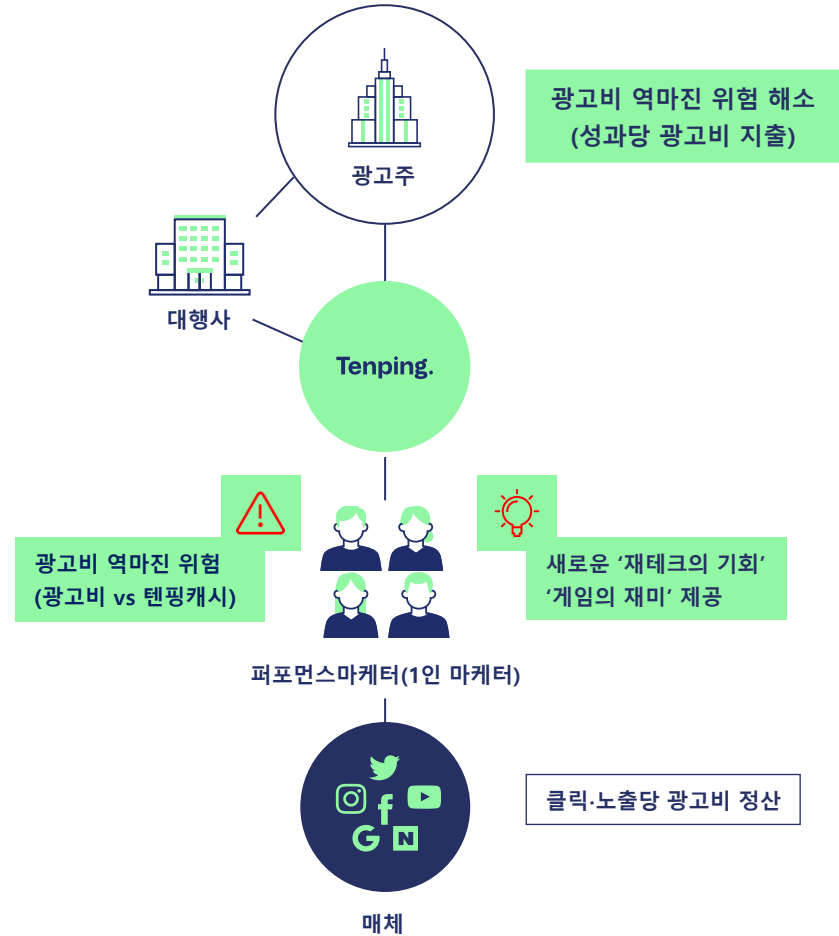 광고비 역마진 위험 해소
(성과당 광고비 지출)
광고주
대행사
Tenping.
광고비 역마진 위험
(광고비 vs 텐핑캐시)
새로운 ‘재테크의 기회’
‘게임의 재미’ 제공
퍼포먼스마케터(1인 마케터)
클릭·노출당 광고비 정산
매체